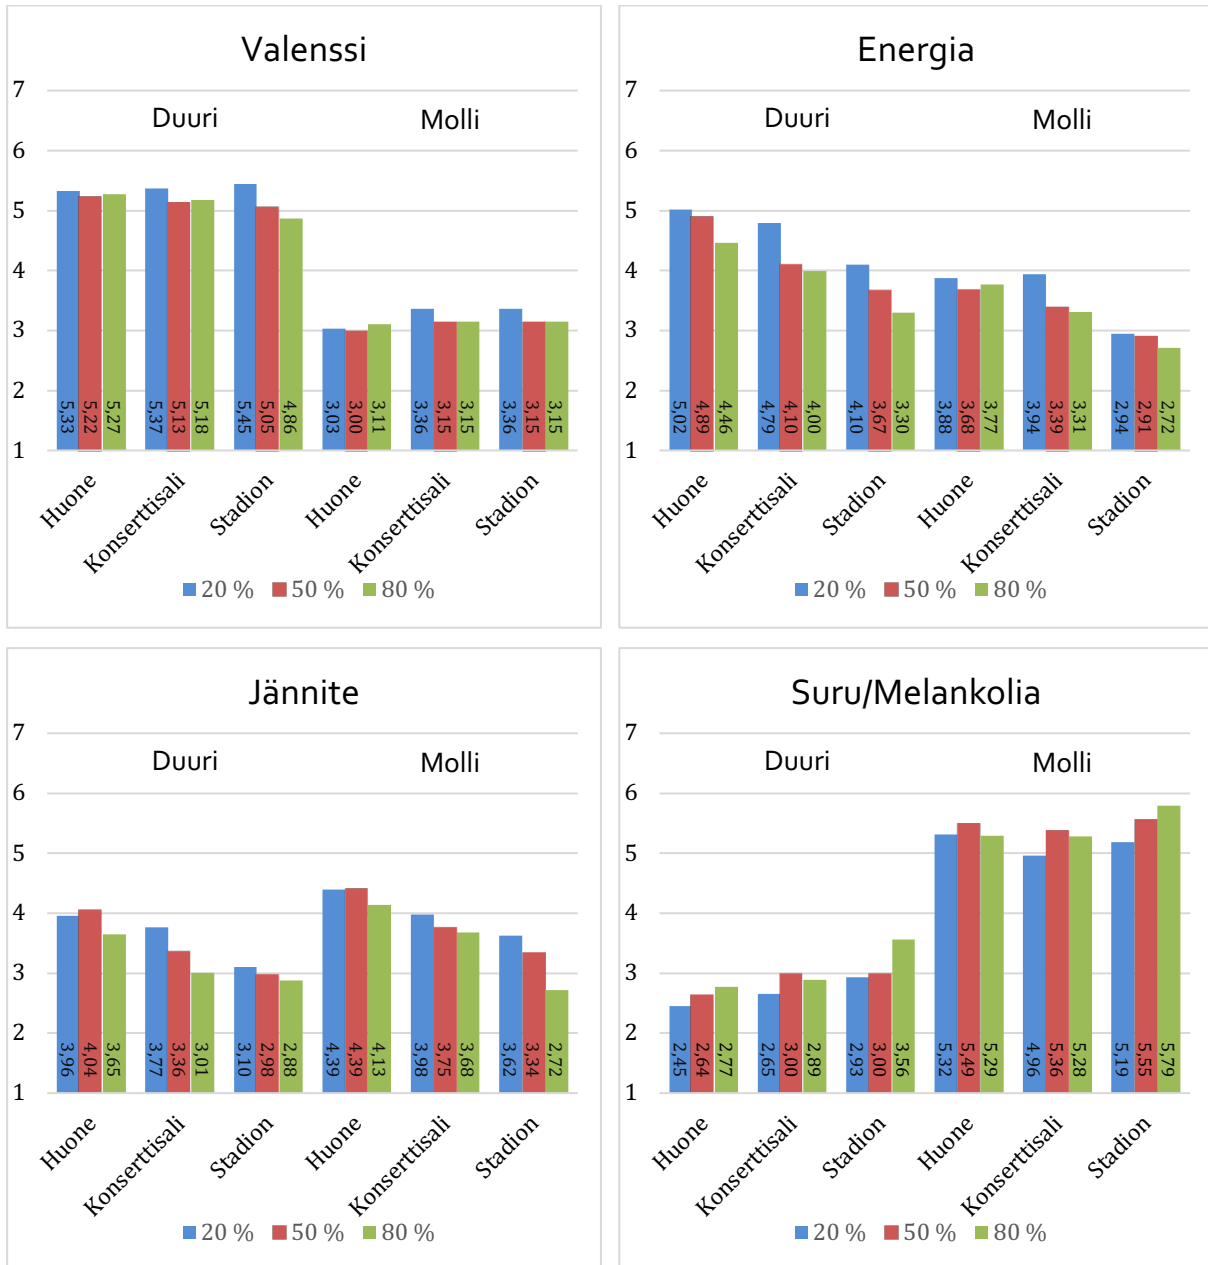 Valenssi
7
Duuri Molli
6
5
4
3
2
1
5,33 5,22 5,27 5,37 5,13 5,18 5,45 5,05 4,86 3,03 3,00 3,11 3,36 3,15 3,15 3,36 3,15 3,15
Huone Konserttisali Stadion Huone Konserttisali Stadion
20 % 50 % 80 %
Energia
7
Duuri Molli
6
5
4
3
2
1
5,02 4,89 4,46 4,79 4,10 4,00 4,10 3,67 3,30 3,88 3,68 3,77 3,94 3,39 3,31 2,94 2,91 2,72
Huone Konserttisali Stadion Huone Konserttisali Stadion
20 % 50 % 80 %
Jännite
7
Duuri Molli
6
5
4
3
2
1
3,96 4,04 3,65 3,77 3,36 3,01 3,10 2,98 2,88 4,39 4,39 4,13 3,98 3,75 3,68 3,62 3,34 2,72
Huone Konserttisali Stadion Huone Konserttisali Stadion
20 % 50 % 80 %
Suru/Melankolia
7
Duuri Molli
6
5
4
3
2
1
2,45 2,64 2,77 2,65 3,00 2,89 2,93 3,00 3,56 5,32 5,49 5,29 4,96 5,36 5,28 5,19 5,55 5,79
Huone Konserttisali Stadion Huone Konserttisali Stadion
20 % 50 % 80 %